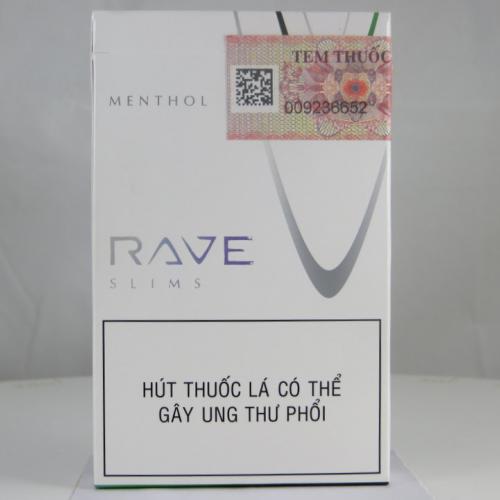 TEM THUỐC
MENTHOL
009236652
RAVE
SLIMS
HÚT THUỐC LÁ CÓ THỂ
GÂY UNG THƯ PHỔI